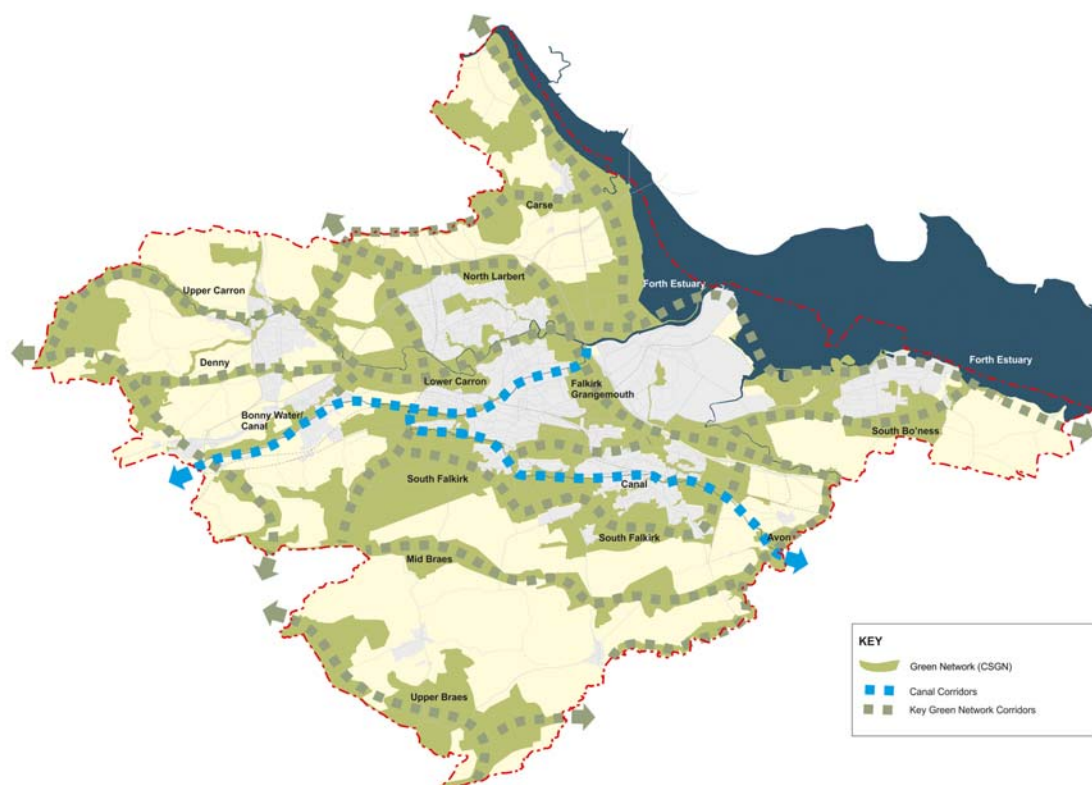 Carse
North Larbert
Forth Estuary
Upper Carron
Forth Estuary
Denny
Lower Carron
Falkirk
Grangemouth
Bonny Water/
Canal
South Bo'ness
South Falkirk
Canal
South Falkirk
Avon
Mid Braes
Upper Braes
KEY
Green Network (CSGN)
Canal Corridors
Key Green Network Corridors